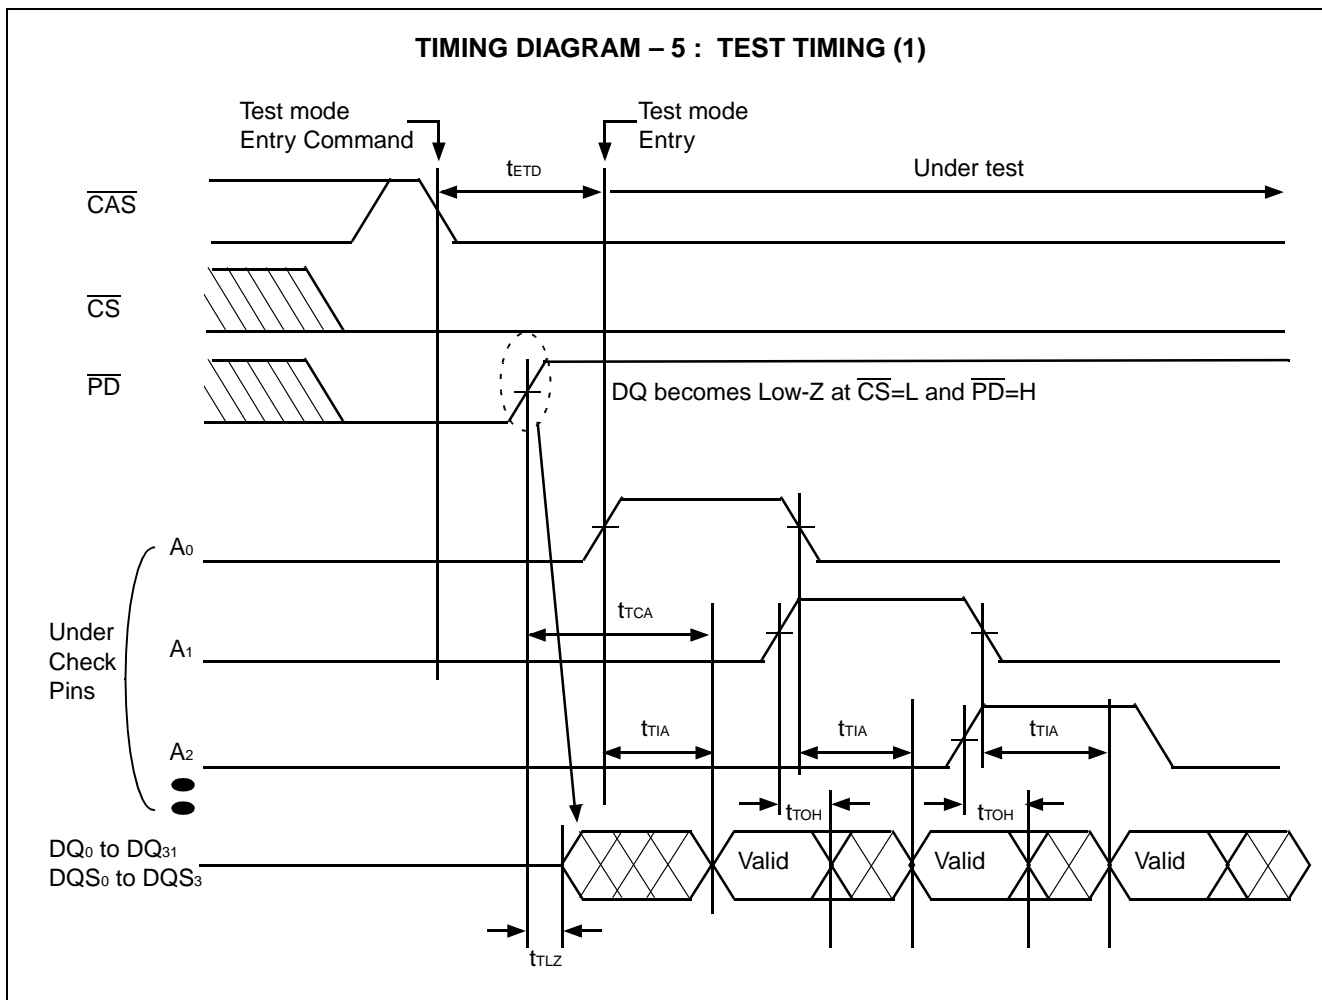 TIMING DIAGRAM – 5 : TEST TIMING (1)
Test mode
Entry Command
Test mode
Entry
tETD
Under test
CAS
CS
PD
DQ becomes Low-Z at CS=L and PD=H
A0
tTCA
Under
Check
Pins
A1
tTIA
tTIA
tTIA
A2
tTOH
tTOH
DQ0 to DQ31
DQS0 to DQS3
Valid
Valid
Valid
tTLZ